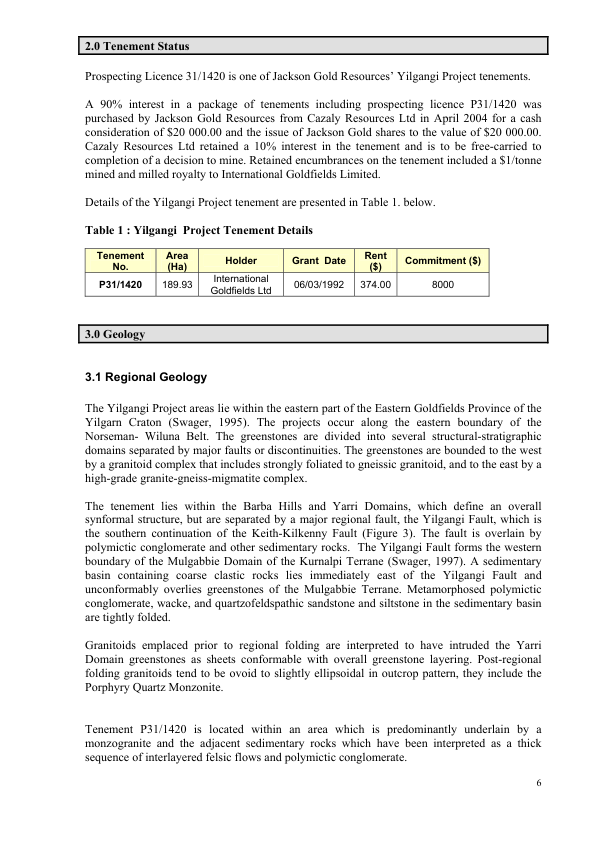 2.0 Tenement Status
Prospecting Licence 31/1420 is one of Jackson Gold Resources’ Yilgangi Project tenements.
A 90% interest in a package of tenements including prospecting licence P31/1420 was
purchased by Jackson Gold Resources from Cazaly Resources Ltd in April 2004 for a cash
consideration of $20 000.00 and the issue of Jackson Gold shares to the value of $20 000.00.
Cazaly Resources Ltd retained a 10% interest in the tenement and is to be free-carried to
completion of a decision to mine. Retained encumbrances on the tenement included a $1/tonne
mined and milled royalty to International Goldfields Limited.
Details of the Yilgangi Project tenement are presented in Table 1. below.
Table 1 : Yilgangi Project Tenement Details
Tenement No. Area (Ha) Holder Grant Date Rent ($) Commitment ($)
P31/1420 189.93 International Goldfields Ltd 06/03/1992 374.00 8000
3.0 Geology
3.1 Regional Geology
The Yilgangi Project areas lie within the eastern part of the Eastern Goldfields Province of the
Yilgarn Craton (Swager, 1995). The projects occur along the eastern boundary of the
Norseman- Wiluna Belt. The greenstones are divided into several structural-stratigraphic
domains separated by major faults or discontinuities. The greenstones are bounded to the west
by a granitoid complex that includes strongly foliated to gneissic granitoid, and to the east by a
high-grade granite-gneiss-migmatite complex.
The tenement lies within the Barba Hills and Yarri Domains, which define an overall
synformal structure, but are separated by a major regional fault, the Yilgangi Fault, which is
the southern continuation of the Keith-Kilkenny Fault (Figure 3). The fault is overlain by
polymictic conglomerate and other sedimentary rocks. The Yilgangi Fault forms the western
boundary of the Mulgabbie Domain of the Kurnalpi Terrane (Swager, 1997). A sedimentary
basin containing coarse clastic rocks lies immediately east of the Yilgangi Fault and
unconformably overlies greenstones of the Mulgabbie Terrane. Metamorphosed polymictic
conglomerate, wacke, and quartzofeldspathic sandstone and siltstone in the sedimentary basin
are tightly folded.
Granitoids emplaced prior to regional folding are interpreted to have intruded the Yarri
Domain greenstones as sheets conformable with overall greenstone layering. Post-regional
folding granitoids tend to be ovoid to slightly ellipsoidal in outcrop pattern, they include the
Porphyry Quartz Monzonite.
Tenement P31/1420 is located within an area which is predominantly underlain by a
monzogranite and the adjacent sedimentary rocks which have been interpreted as a thick
sequence of interlayered felsic flows and polymictic conglomerate.
6